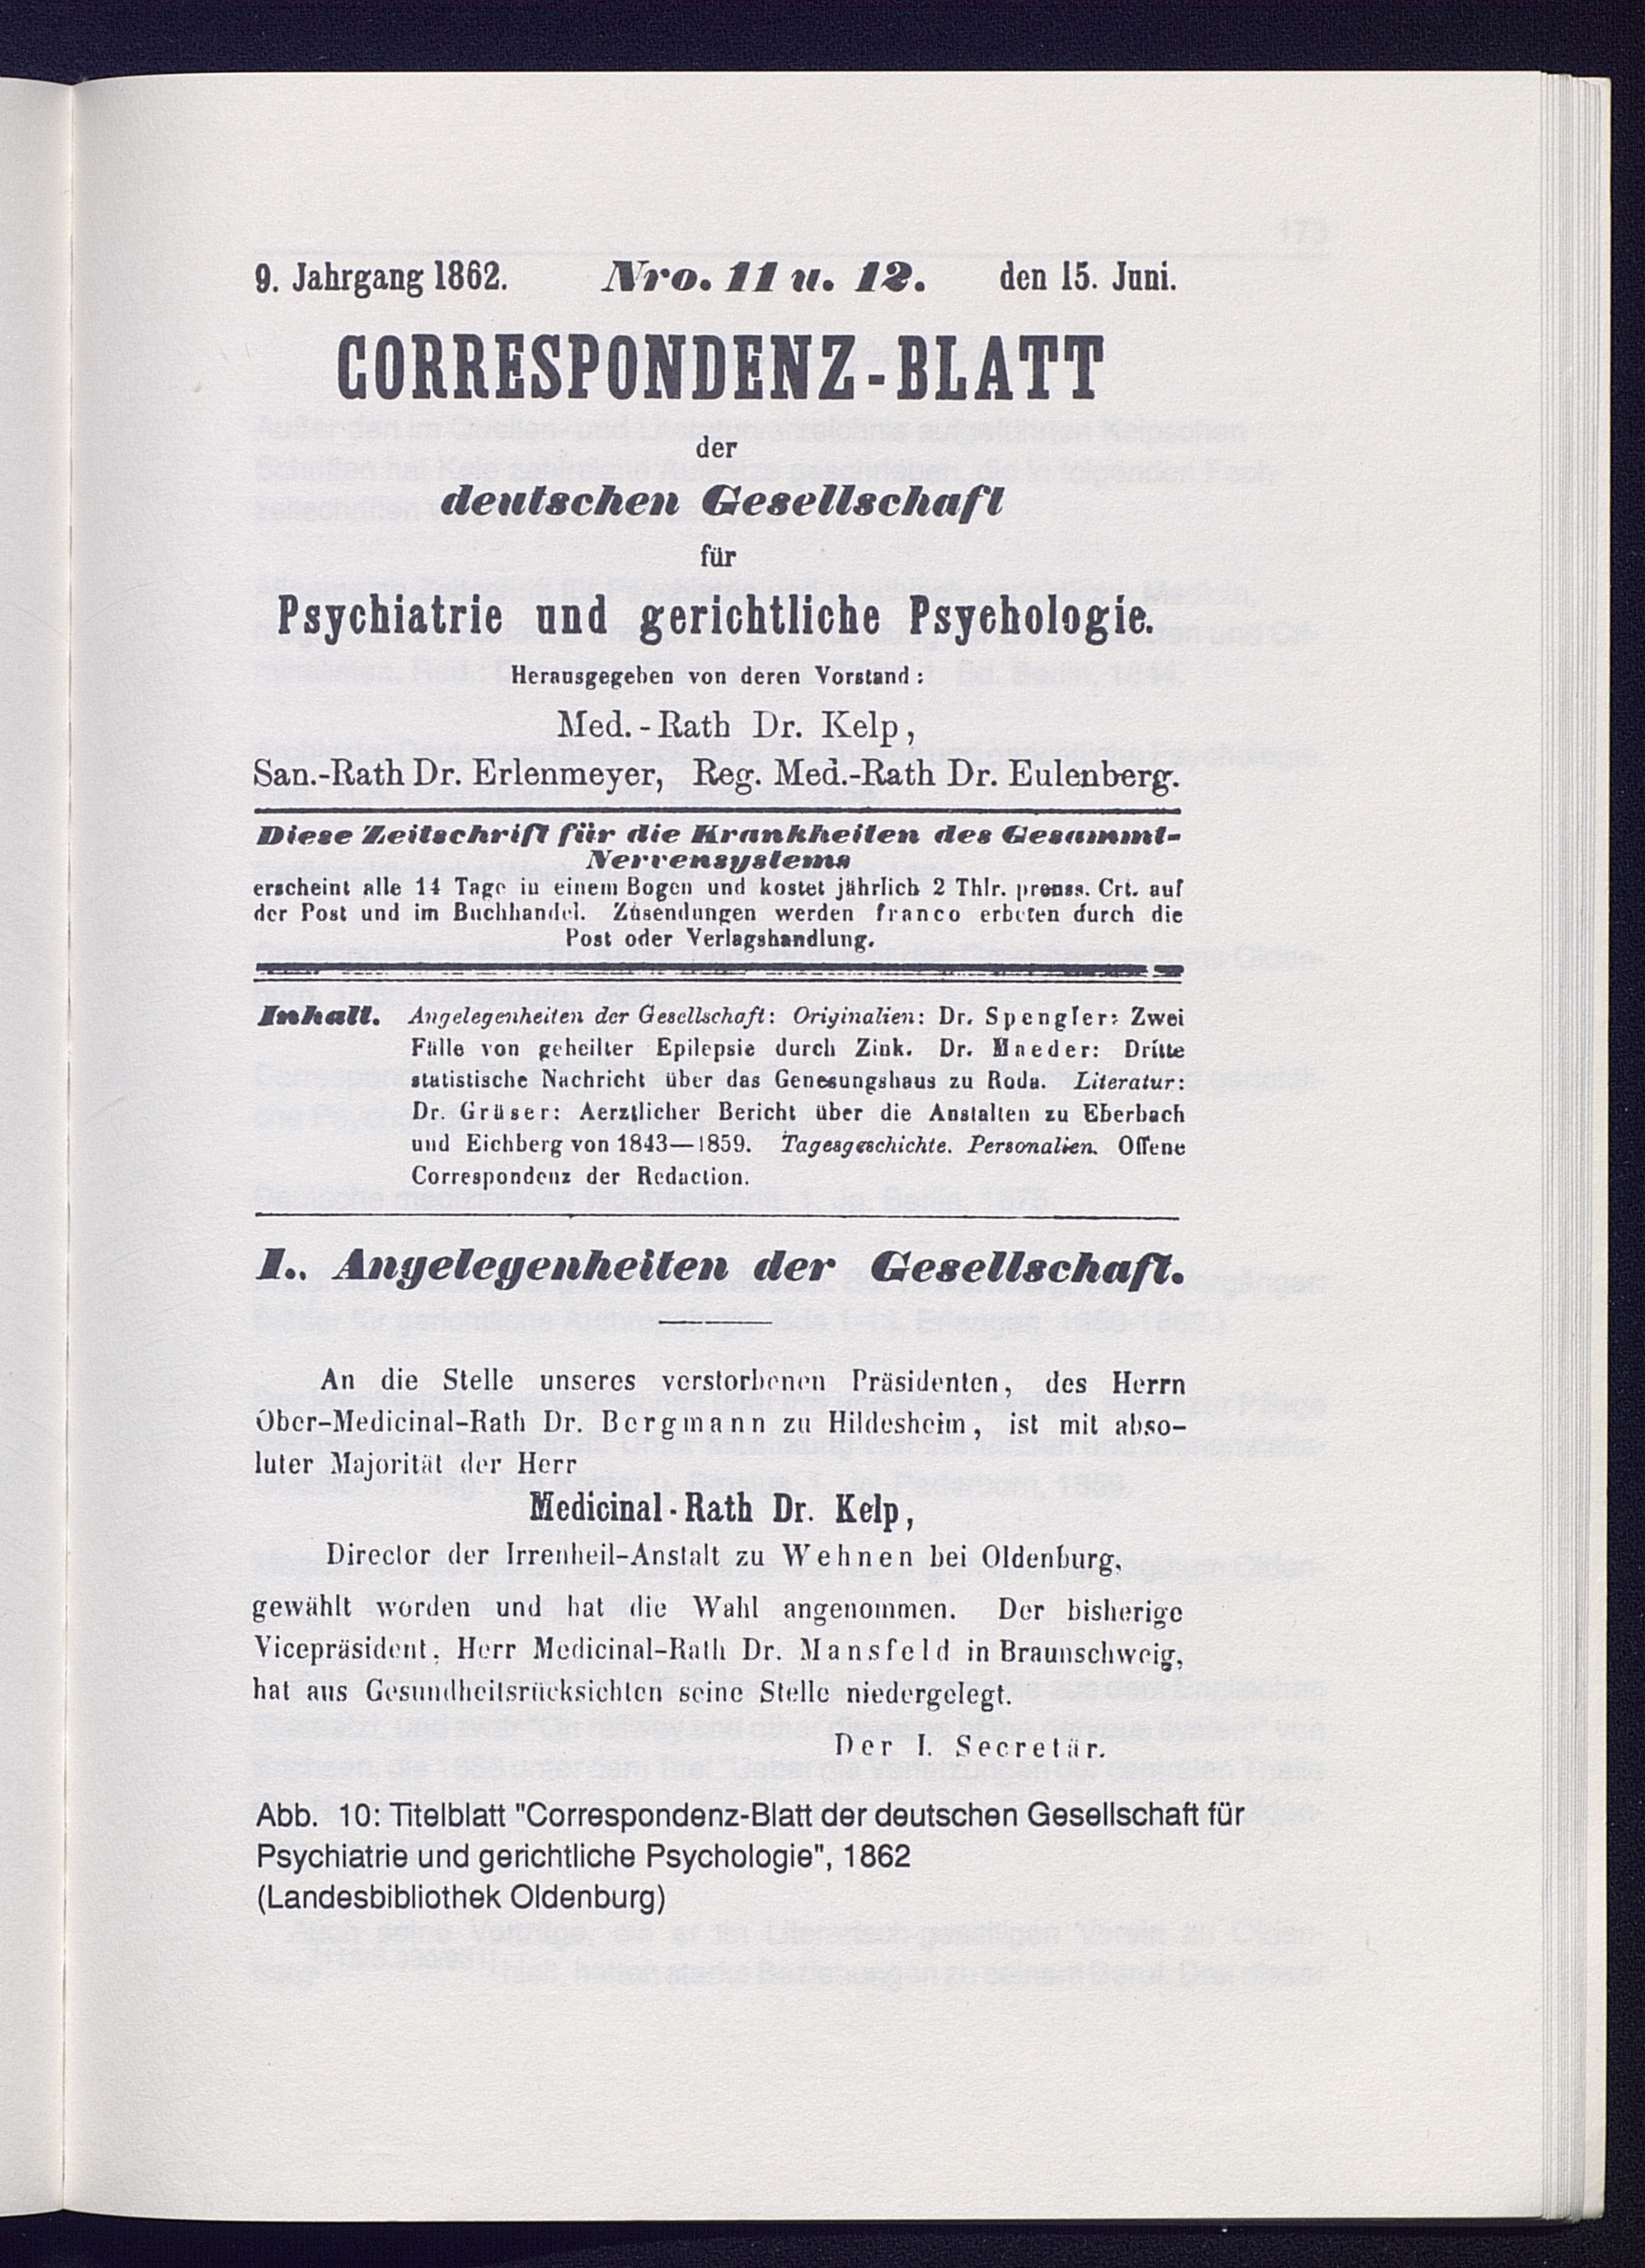 9. Jahrgang 1862. Nro. 11 u. 12. den 15. Juni.
CORRESPONDENZ-BLATT
der
deutschen Gesellschaft
für
Psychiatrie und gerichtliche Psychologie.
Herausgegeben von deren Vorstand:
Med.-Rath Dr. Kelp,
San.-Rath Dr. Erlenmeyer, Reg. Med.-Rath Dr. Eulenberg.
Diese Zeitschrift für die Krankheiten des Gesammt-
Nervensystems
erscheint alle 14 Tage in einem Bogen und kostet jährlich 2 Thlr. preuss. Crt. auf
der Post und im Buchhandel. Zusendungen werden franco erbeten durch die
Post oder Verlagshandlung.
Inhalt. Angelegenheiten der Gesellschaft: Originalien: Dr. Spengler: Zwei
Fälle von geheilter Epilepsie durch Zink. Dr. Maeder: Dritte
statistische Nachricht über das Genesungshaus zu Roda. Literatur:
Dr. Gräser: Aerztlicher Bericht über die Anstalten zu Eberbach
und Eichberg von 1843—1859. Tagesgeschichte. Personalien. Offene
Correspondenz der Redaction.
I.. Angelegenheiten der Gesellschaft.
An die Stelle unseres verstorbenen Präsidenten, des Herrn
Ober-Medicinal-Rath Dr. Bergmann zu Hildesheim, ist mit abso-
luter Majorität der Herr
Medicinal-Rath Dr. Kelp,
Director der Irrenheil-Anstalt zu Wehnen bei Oldenburg,
gewählt worden und hat die Wahl angenommen. Der bisherige
Vicepräsident, Herr Medicinal-Rath Dr. Mansfeld in Braunschweig,
hat aus Gesundheitsrücksichten seine Stelle niedergelegt.
Der I. Secretär.
Abb. 10: Titelblatt "Correspondenz-Blatt der deutschen Gesellschaft für
Psychiatrie und gerichtliche Psychologie", 1862
(Landesbibliothek Oldenburg)